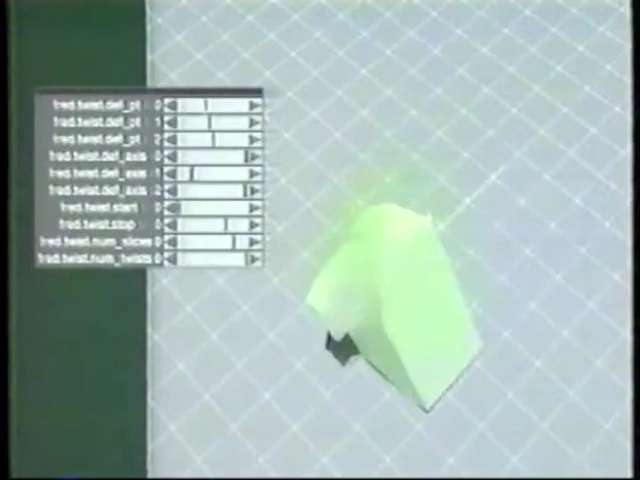 fred.twist.def_pt 0
fred.twist.def_pt 1
fred.twist.def_pt 2
fred.twist.def_axis 0
fred.twist.def_axis 1
fred.twist.def_axis 2
fred.twist.start 0
fred.twist.stop 0
fred.twist.num_slices 0
fred.twist.num_twists 0